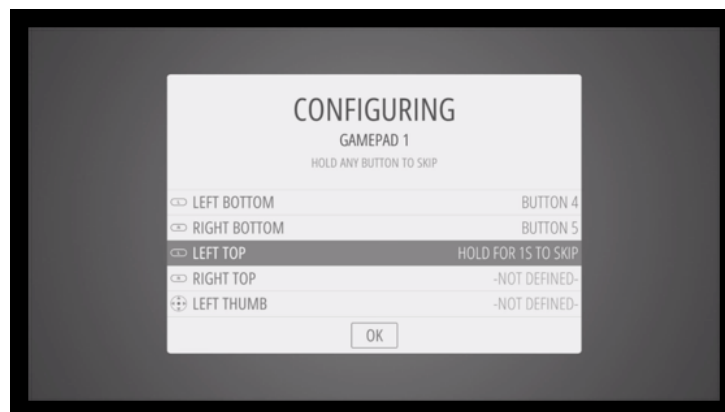 CONFIGURING
GAMEPAD 1
HOLD ANY BUTTON TO SKIP
LEFT BOTTOM BUTTON 4
RIGHT BOTTOM BUTTON 5
LEFT TOP HOLD FOR 1S TO SKIP
RIGHT TOP -NOT DEFINED-
LEFT THUMB -NOT DEFINED-
OK